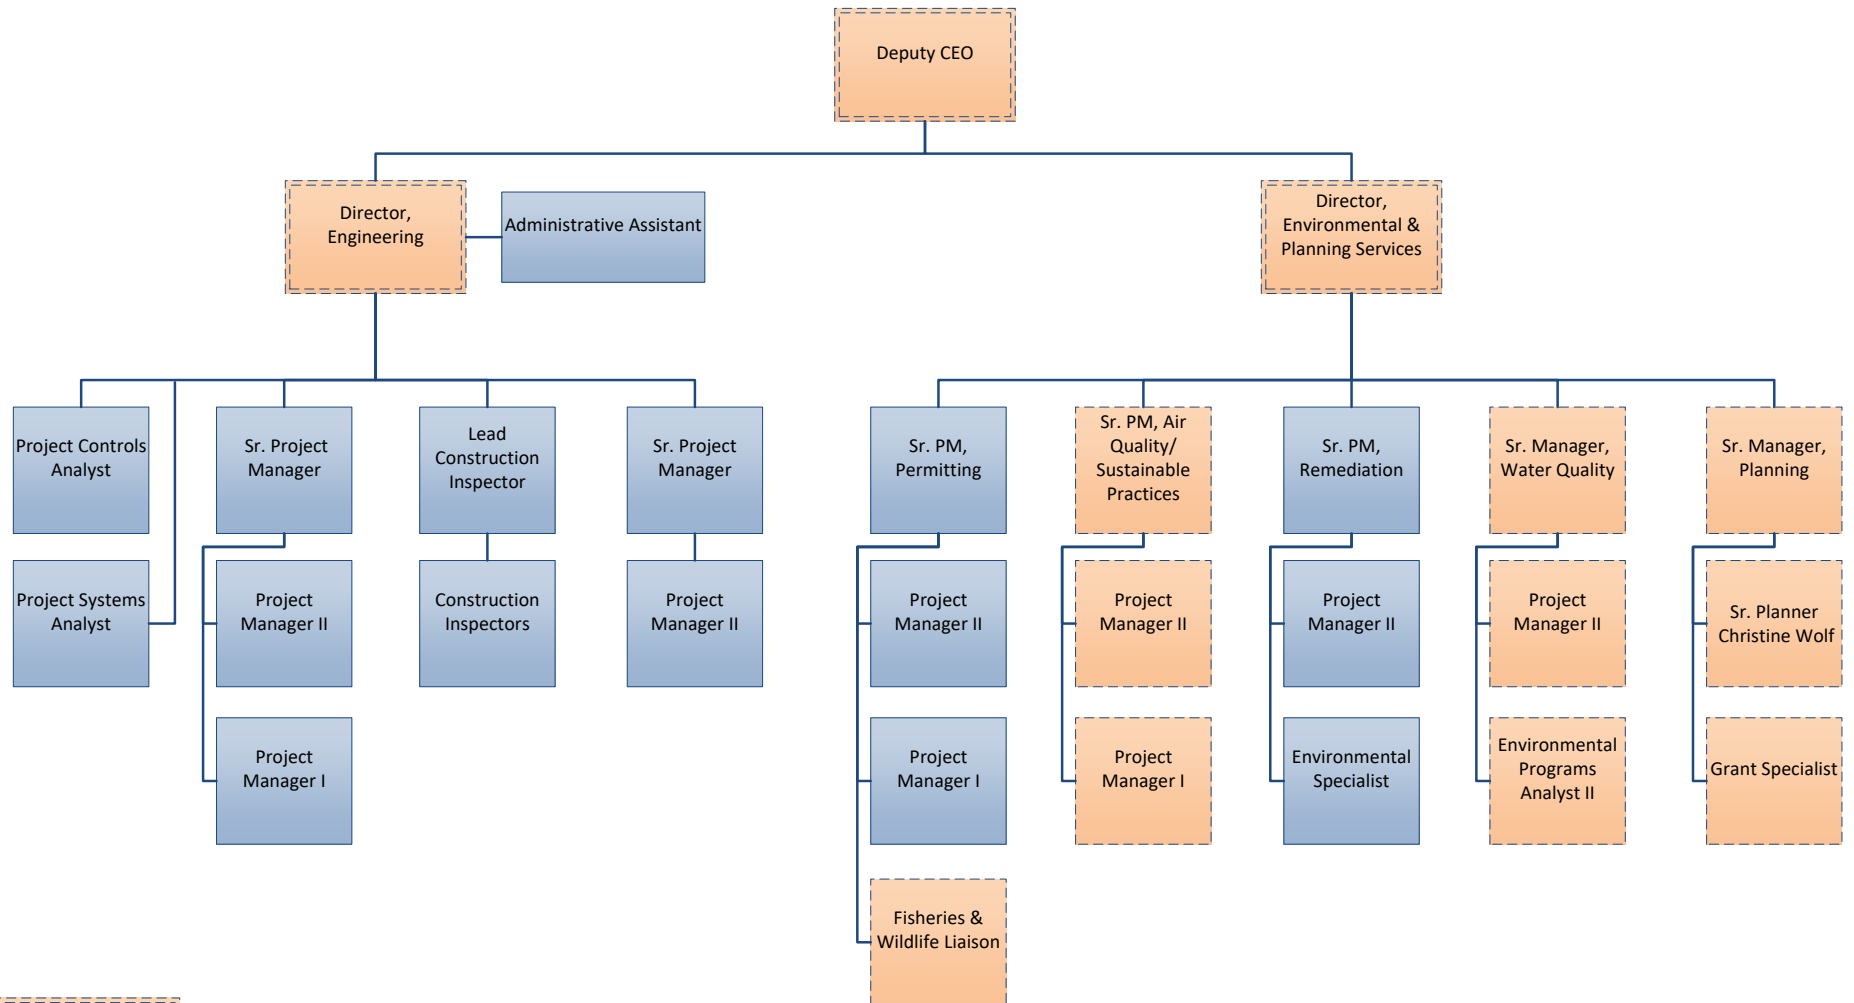 Deputy CEO
Director,
Engineering
Administrative Assistant
Director,
Environmental &
Planning Services
Project Controls
Analyst
Sr. Project
Manager
Lead
Construction
Inspector
Sr. Project
Manager
Sr. PM,
Permitting
Sr. PM, Air
Quality/
Sustainable
Practices
Sr. PM,
Remediation
Sr. Manager,
Water Quality
Sr. Manager,
Planning
Project Systems
Analyst
Project
Manager II
Construction
Inspectors
Project
Manager II
Project
Manager II
Project
Manager II
Project
Manager II
Project
Manager II
Sr. Planner
Christine Wolf
Project
Manager I
Project
Manager I
Project
Manager I
Environmental
Specialist
Environmental
Programs
Analyst II
Grant Specialist
Fisheries &
Wildlife Liaison